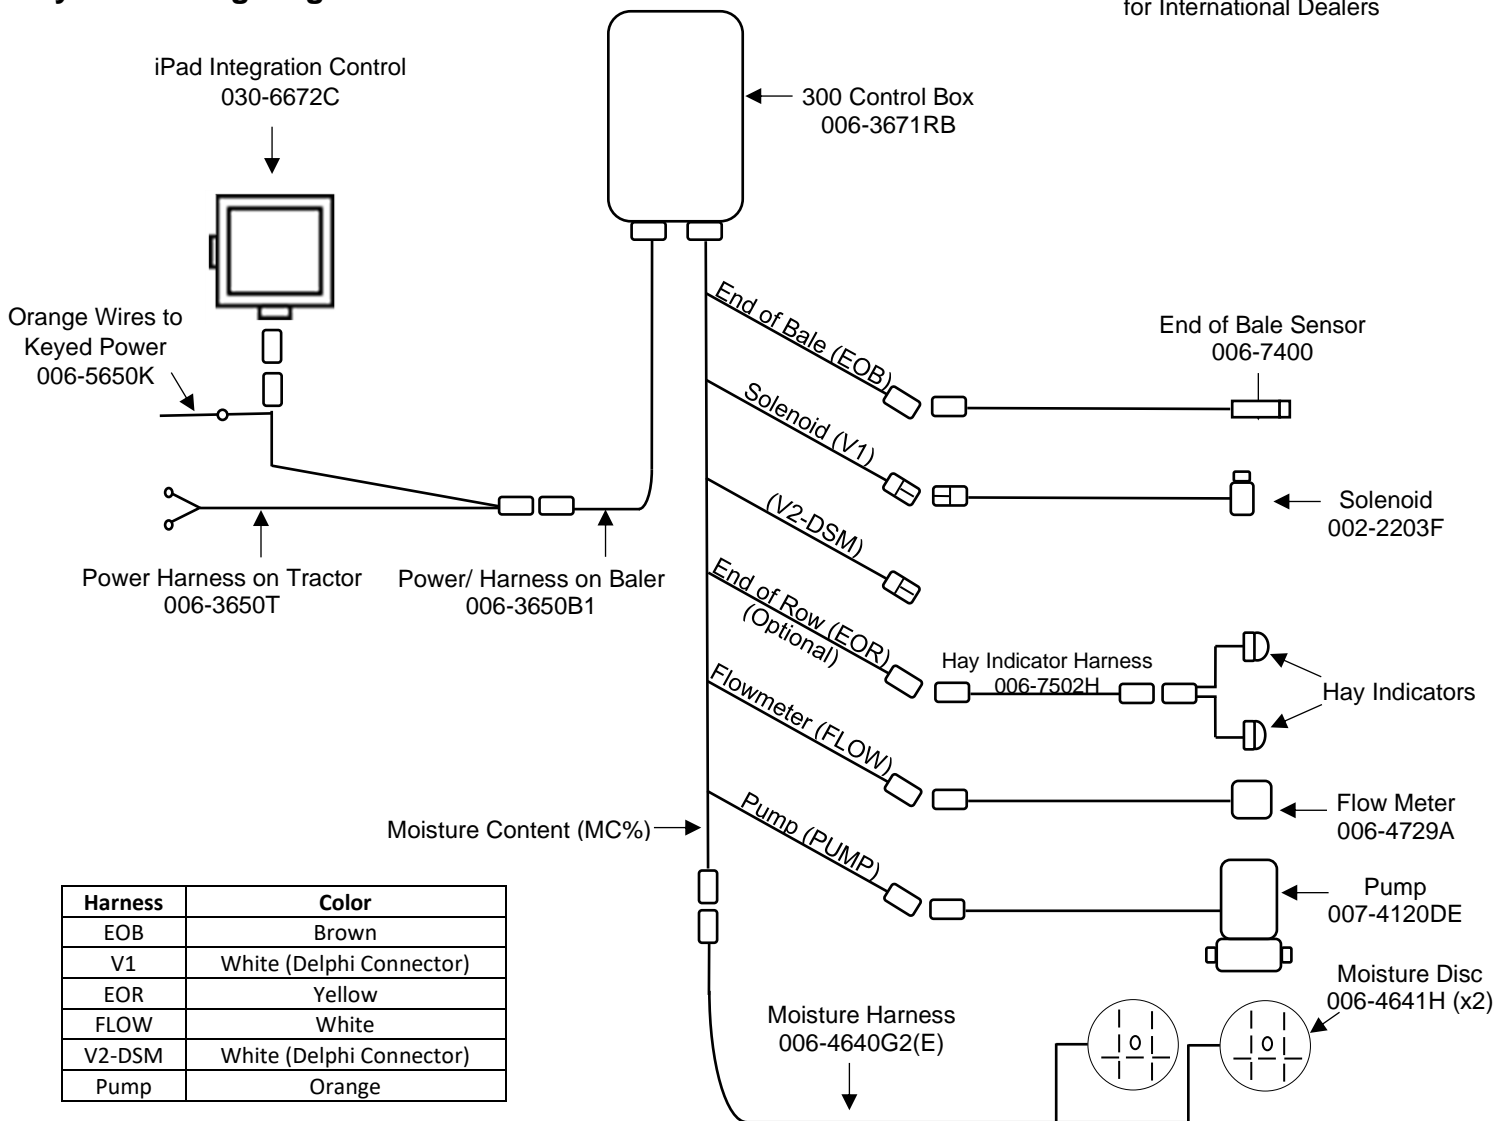 for International Dealers
iPad Integration Control
030-6672C
300 Control Box
006-3671RB
Orange Wires to
Keyed Power
006-5650K
End of Bale (EOB)
End of Bale Sensor
006-7400
Solenoid (V1)
Solenoid
002-2203F
(V2-DSM)
Power Harness on Tractor
006-3650T
Power/ Harness on Baler
006-3650B1
End of Row (EOR)
(Optional)
Hay Indicator Harness
006-7502H
Hay Indicators
Flowmeter (FLOW)
Flow Meter
006-4729A
Moisture Content (MC%)
Pump (PUMP)
Pump
007-4120DE
Harness Color
EOB Brown
V1 White (Delphi Connector)
EOR Yellow
FLOW White
V2-DSM White (Delphi Connector)
Pump Orange
Moisture Disc
006-4641H (x2)
Moisture Harness
006-4640G2(E)